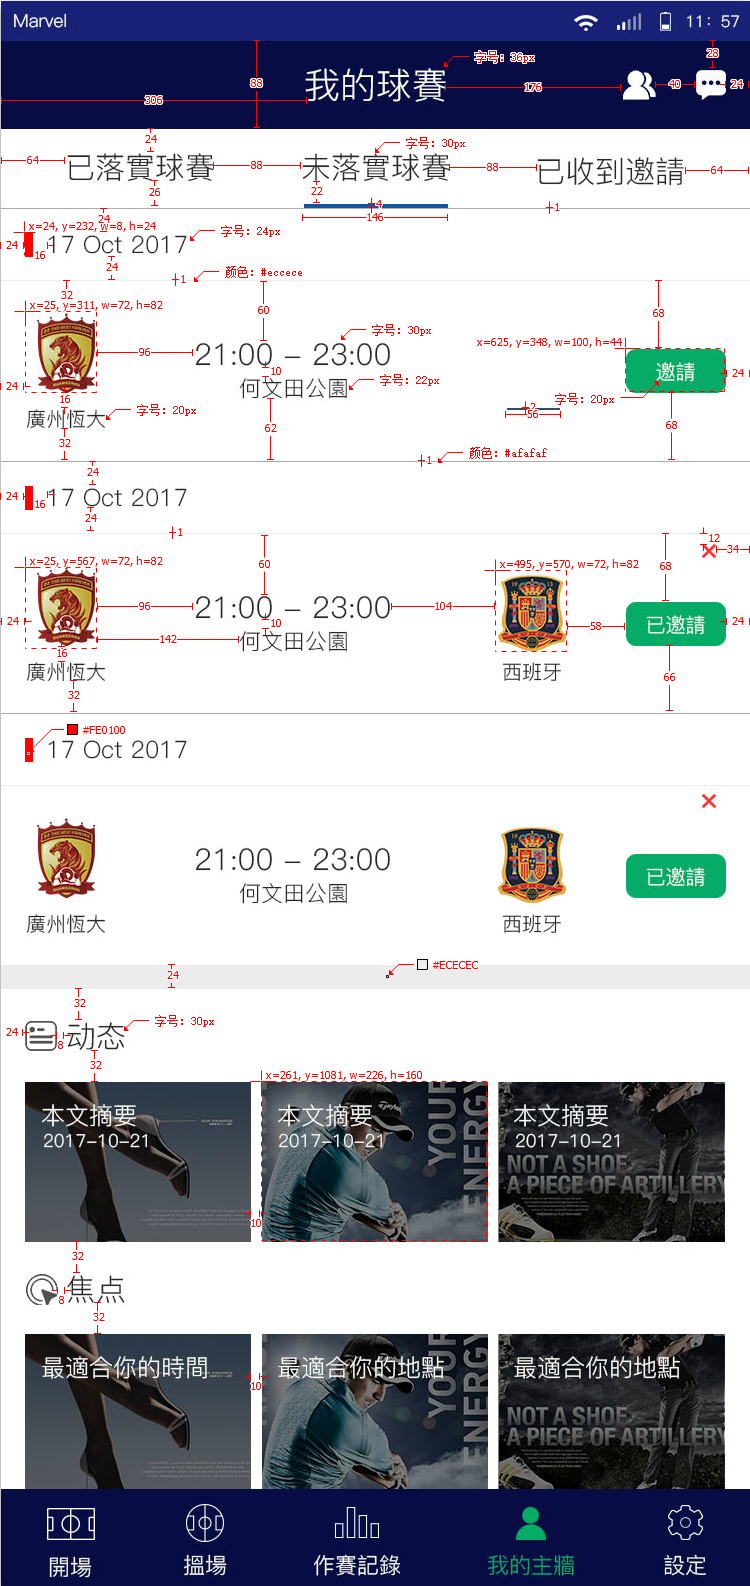 Marvel
11: 57
字号: 36px
88
28
我的球賽
306
176
40
24
24
字号: 30px
64
已落實球賽
88
未落實球賽
88
已收到邀請
64
26
22
4
146
1
24
x=24, y=232, w=8, h=24
字号: 24px
24
17 Oct 2017
16
24
1
颜色: #eccece
32
60
68
x=25, y=311, w=72, h=82
字号: 30px
x=625, y=348, w=100, h=44
96
21:00 – 23:00
10
邀請
24
24
何文田公園
字号: 22px
16
字号: 20px
2
56
字号: 20px
廣州恆大
32
62
68
1
颜色: #afafaf
24
24
17 Oct 2017
16
24
1
12
34
x=25, y=567, w=72, h=82
60
x=495, y=570, w=72, h=82
68
96
21:00 – 23:00
104
10
24
58
已邀請
24
142
何文田公園
16
廣州恆大
西班牙
66
32
#FE0100
17 Oct 2017
21:00 – 23:00
何文田公園
已邀請
廣州恆大
西班牙
24
#ECECEC
32
字号: 30px
24
8
动态
32
x=261, y=1081, w=226, h=160
本文摘要
2017-10-21
本文摘要
2017-10-21
YOUR
ENERGY
本文摘要
2017-10-21
NOT A SHOE
A PIECE OF ARTILLERY
10
32
8
焦点
32
最適合你的時間
最適合你的地點
YOUR
ENERGY
最適合你的地點
NOT A SHOE
A PIECE OF ARTILLERY
10
開場
搵場
作賽記錄
我的主牆
設定